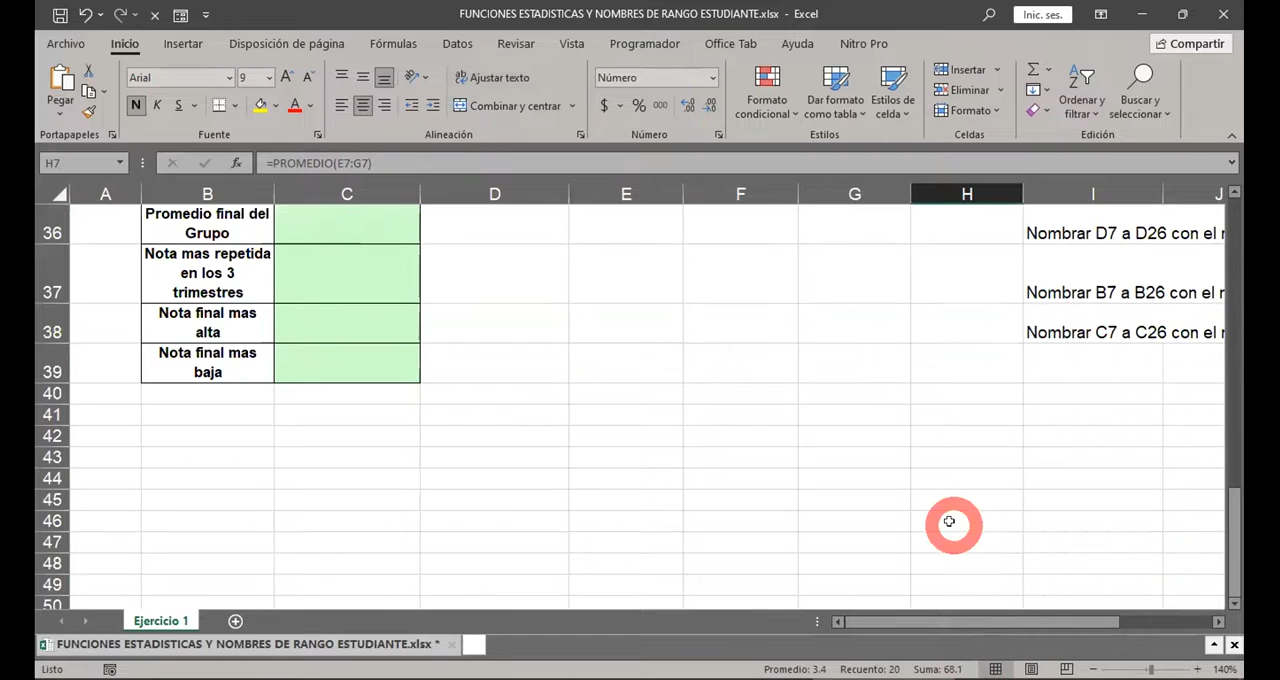 FUNCIONES ESTADISTICAS Y NOMBRES DE RANGO ESTUDIANTE.xlsx - Excel
Inic. ses.
Archivo Inicio Insertar Disposición de página Fórmulas Datos Revisar Vista Programador Office Tab Ayuda Nitro Pro
Compartir
Pegar
Arial 9
N K S
Ajustar texto
Combinar y centrar
Número
$ % 000
Formato condicional
Dar formato como tabla
Estilos de celda
Insertar
Eliminar
Formato
Ordenar y filtrar
Buscar y seleccionar
Portapapeles Fuente Alineación Número Estilos Celdas Edición
H7 fx =PROMEDIO(E7:G7)
A B C D E F G H I J
36 Promedio final del
Grupo
Nombrar D7 a D26 con el
37 Nota mas repetida
en los 3
trimestres
Nombrar B7 a B26 con el
38 Nota final mas
alta
Nombrar C7 a C26 con el
39 Nota final mas
baja
40
41
42
43
44
45
46
47
48
49
50
Ejercicio 1
FUNCIONES ESTADISTICAS Y NOMBRES DE RANGO ESTUDIANTE.xlsx *
Listo
Promedio: 3.4 Recuento: 20 Suma: 68.1
140%